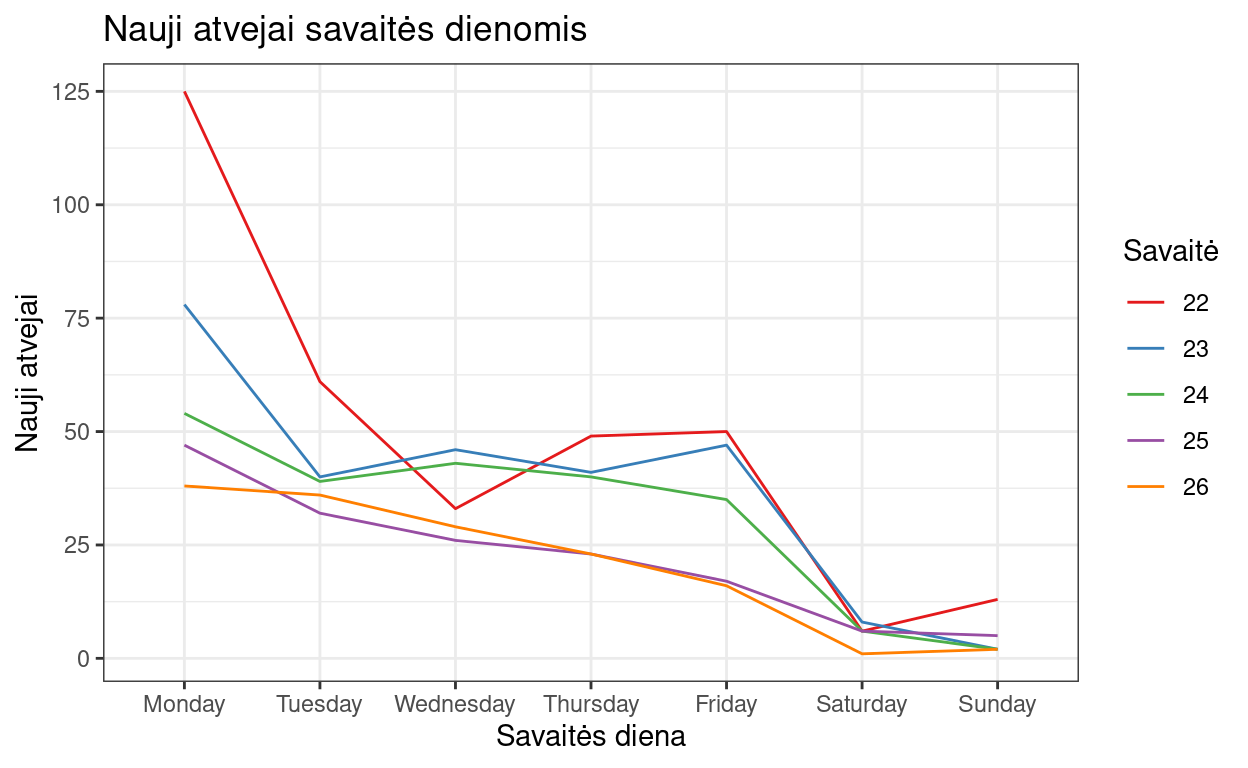 Nauji atvejai savaitės dienomis
125
100
75
50
25
0
Nauji atvejai
Monday Tuesday Wednesday Thursday Friday Saturday Sunday
Savaitės diena
Savaitė
22
23
24
25
26